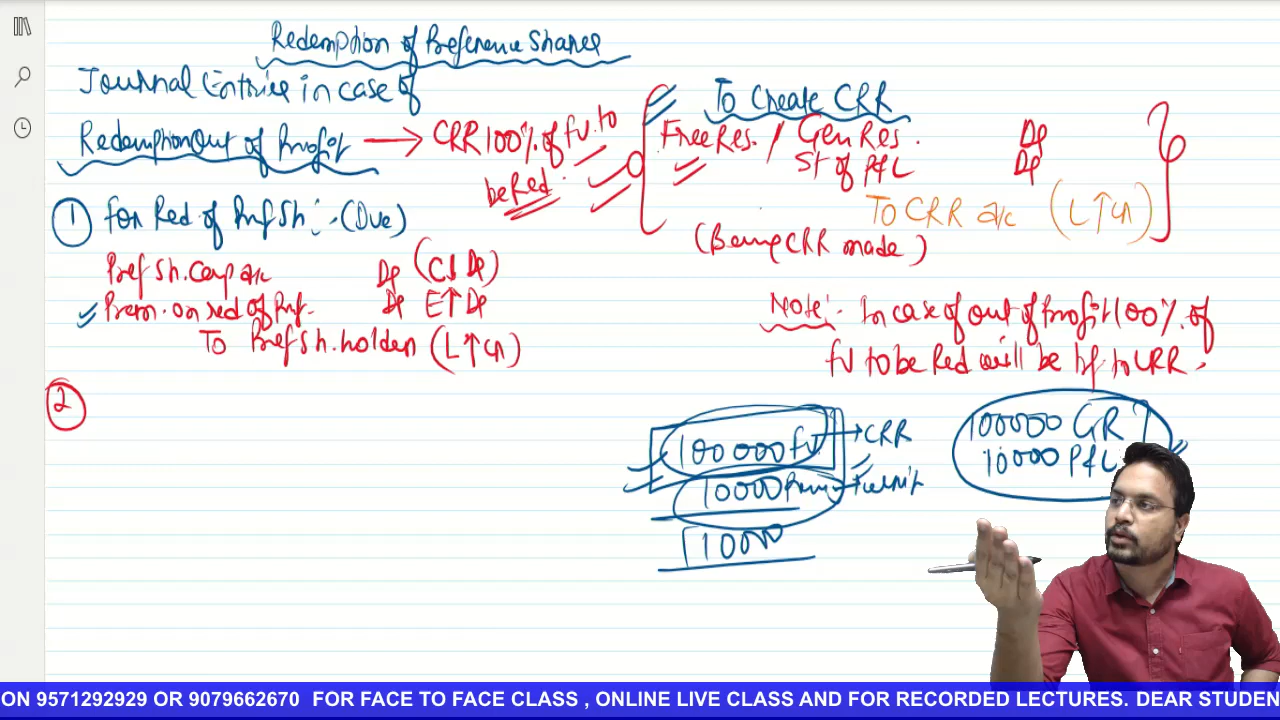 Redemption of Preference Shares
Journal Entries in case of
Redemption Out of Profit → CRR 100% of FV. to
be Red.
To Create CRR
Free Res. / Gen Res. Dr
St of P&L Dr
To CRR a/c (L↑Cr)
(Being CRR made)
① for Red of Pref Sh :- (Due)
Pref Sh. Cap a/c Dr (C↓ Dr)
Prem. on red of Pref. Dr E↑ Dr
To Pref Sh. holders (L↑Cr)
Note :- In case of out of Profit 100% of
FV to be Red will be tf. to CRR.
②
100000 FV → CRR
10000 Prem →
100000 GR
10000 P&L
ON 9571292929 OR 9079662670 FOR FACE TO FACE CLASS , ONLINE LIVE CLASS AND FOR RECORDED LECTURES. DEAR STUDEN